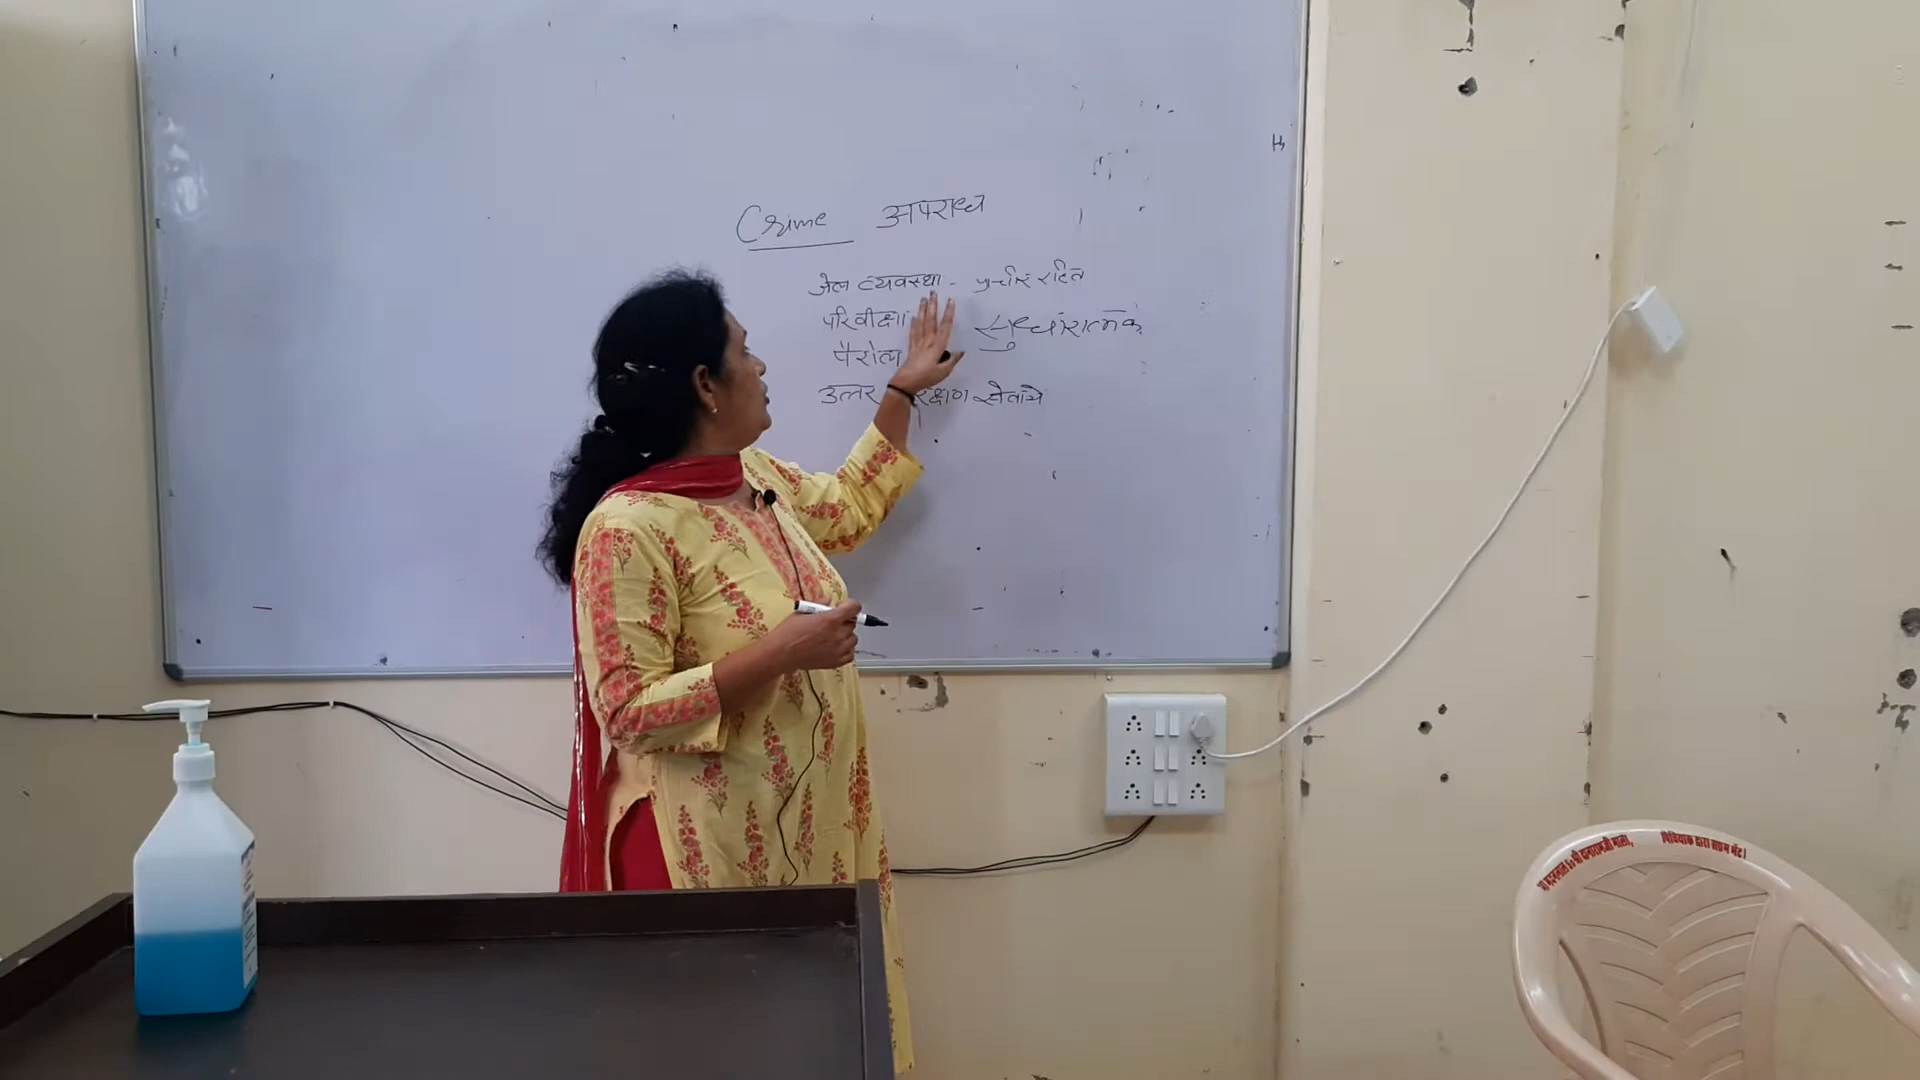 Crime अपराध
जेल व्यवस्था - प्राचीर रहित
परिवीक्षा सुधारात्मक
पैरोल
उत्तर रक्षण सेवायें